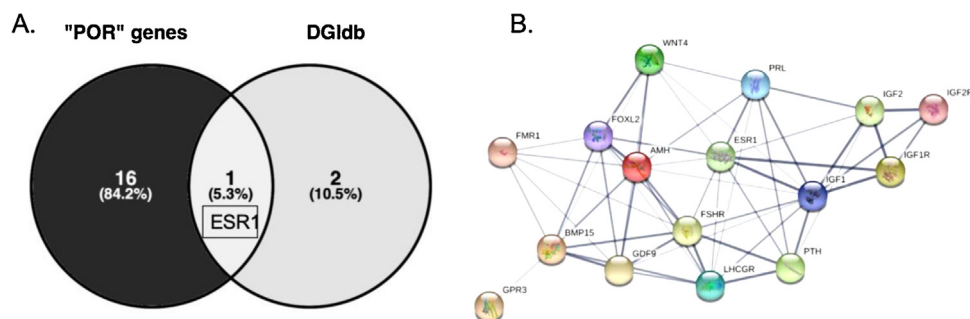 A.
"POR" genes
DGIdb
16
(84.2%)
1
(5.3%)
ESR1
2
(10.5%)
B.
WNT4
PRL
IGF2
IGF2R
FOXL2
FMR1
ESR1
AMH
IGF1R
IGF1
FSHR
BMP15
GDF9
PTH
LHCGR
GPR3